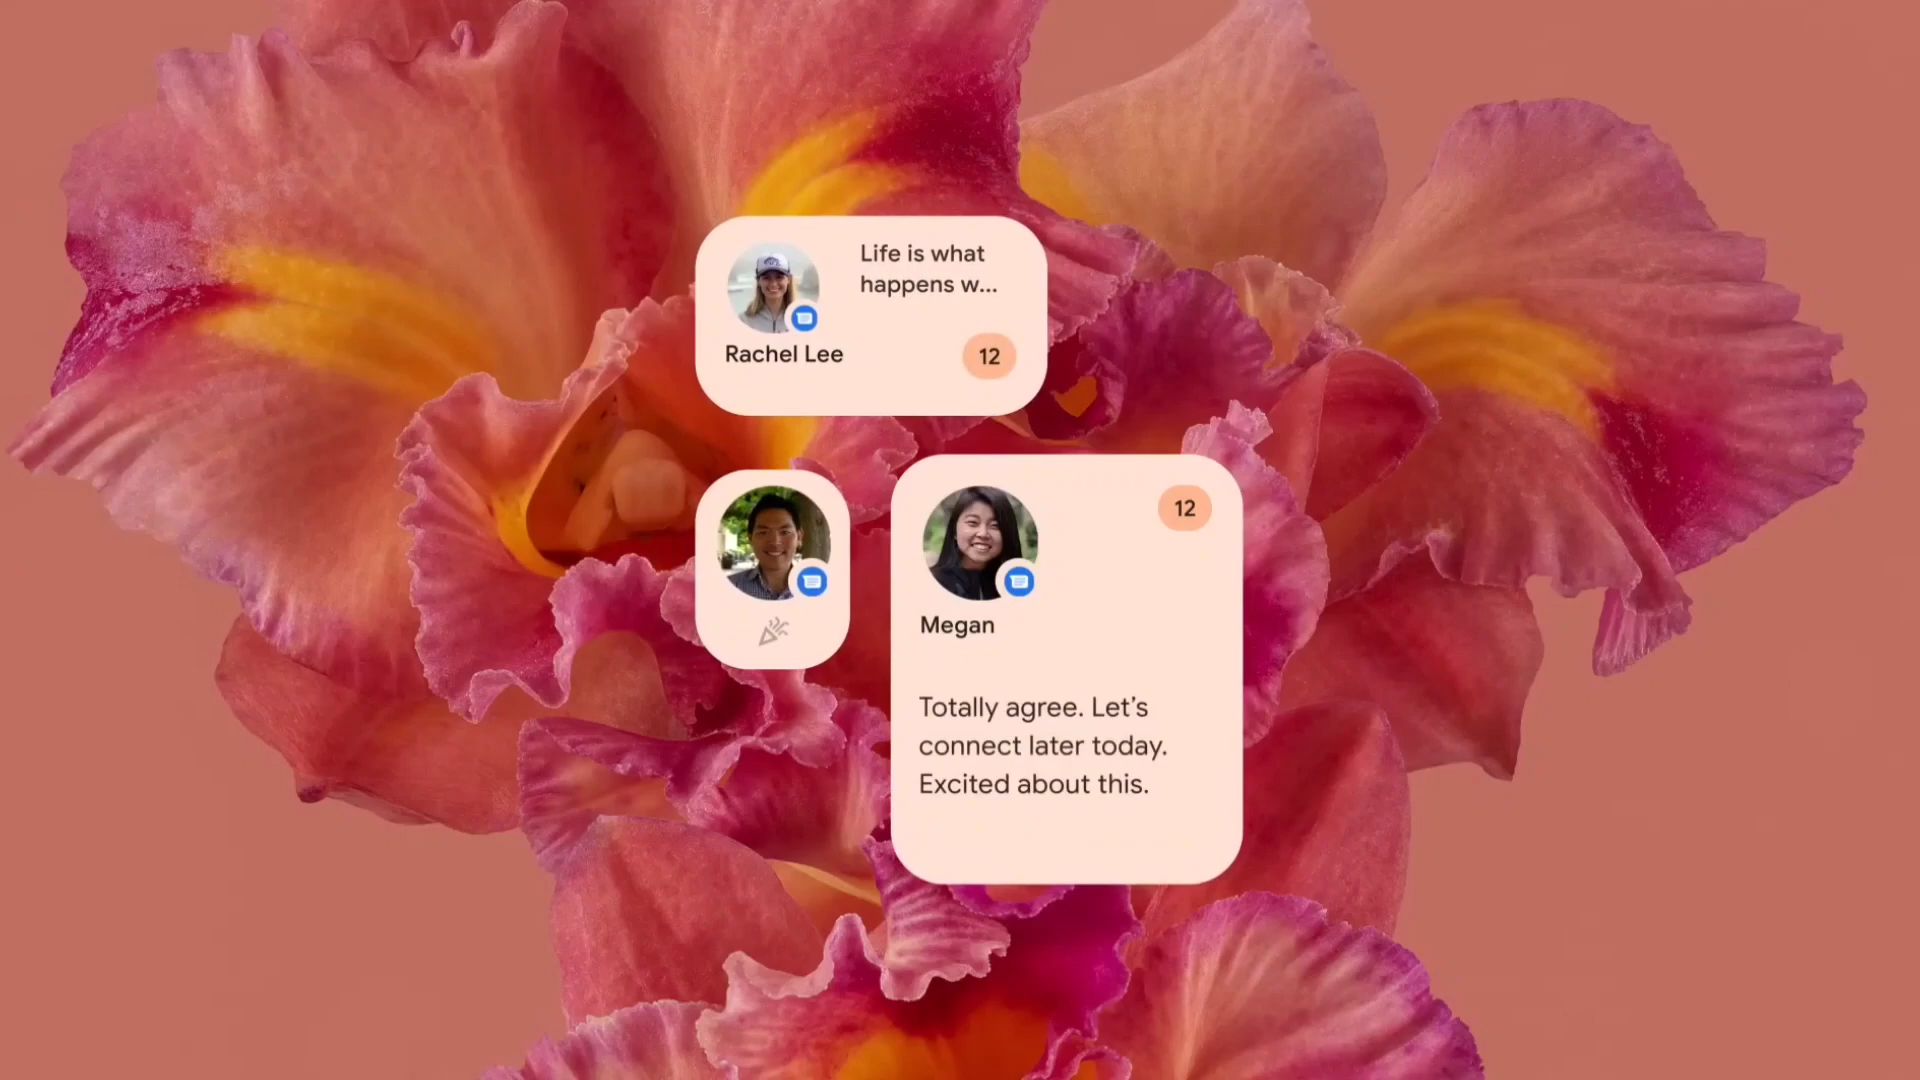 Life is what
happens w...
Rachel Lee
12
12
Megan
Totally agree. Let's
connect later today.
Excited about this.